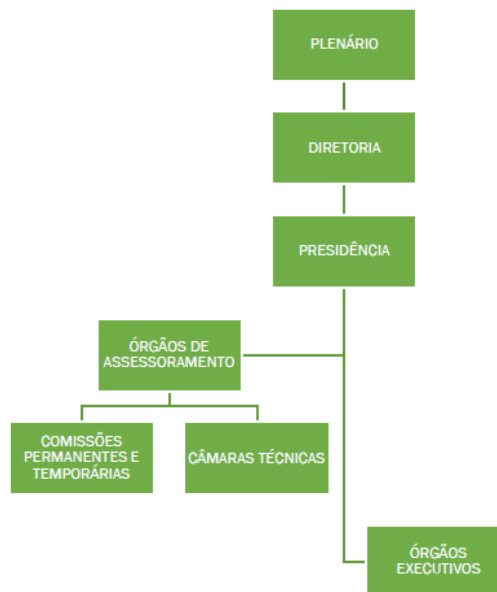 PLENÁRIO
DIRETORIA
PRESIDÊNCIA
ÓRGÃOS DE
ASSESSORAMENTO
COMISSÕES
PERMANENTES E
TEMPORÁRIAS
CÂMARAS TÉCNICAS
ÓRGÃOS
EXECUTIVOS